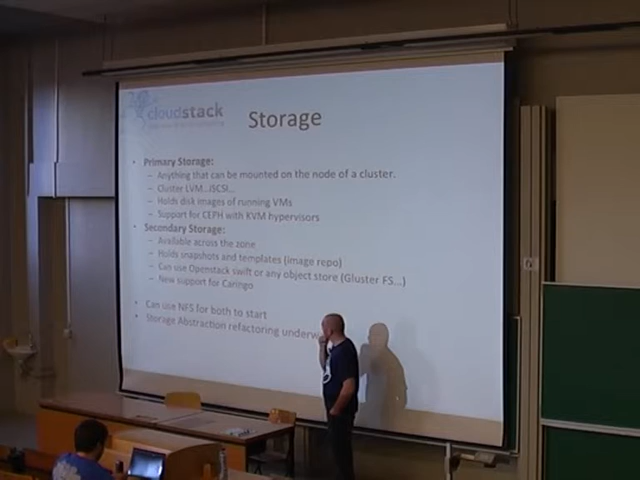 cloudstack
Storage
• Primary Storage:
– Anything that can be mounted on the node of a cluster.
– Cluster LVM...iSCSI...
– Holds disk images of running VMs
– Support for CEPH with KVM hypervisors
• Secondary Storage:
– Available across the zone
– Holds snapshots and templates (image repo)
– Can use Openstack swift or any object store (Gluster FS...)
– New support for Caringo
• Can use NFS for both to start
• Storage Abstraction refactoring